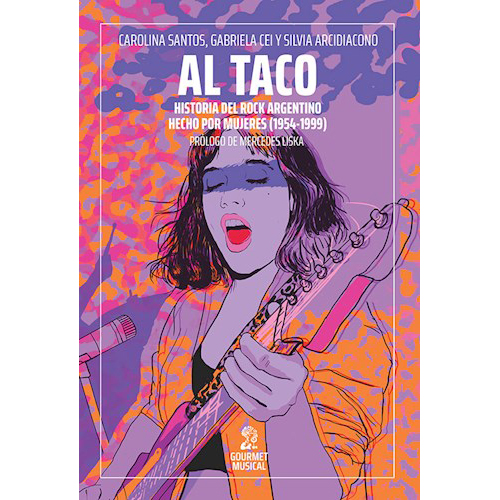 CAROLINA SANTOS, GABRIELA CEI Y SILVIA ARCIDIACONO
AL TACO
HISTORIA DEL ROCK ARGENTINO
HECHO POR MUJERES (1954-1999)
PRÓLOGO DE MERCEDES LISKA
GOURMET
MUSICAL